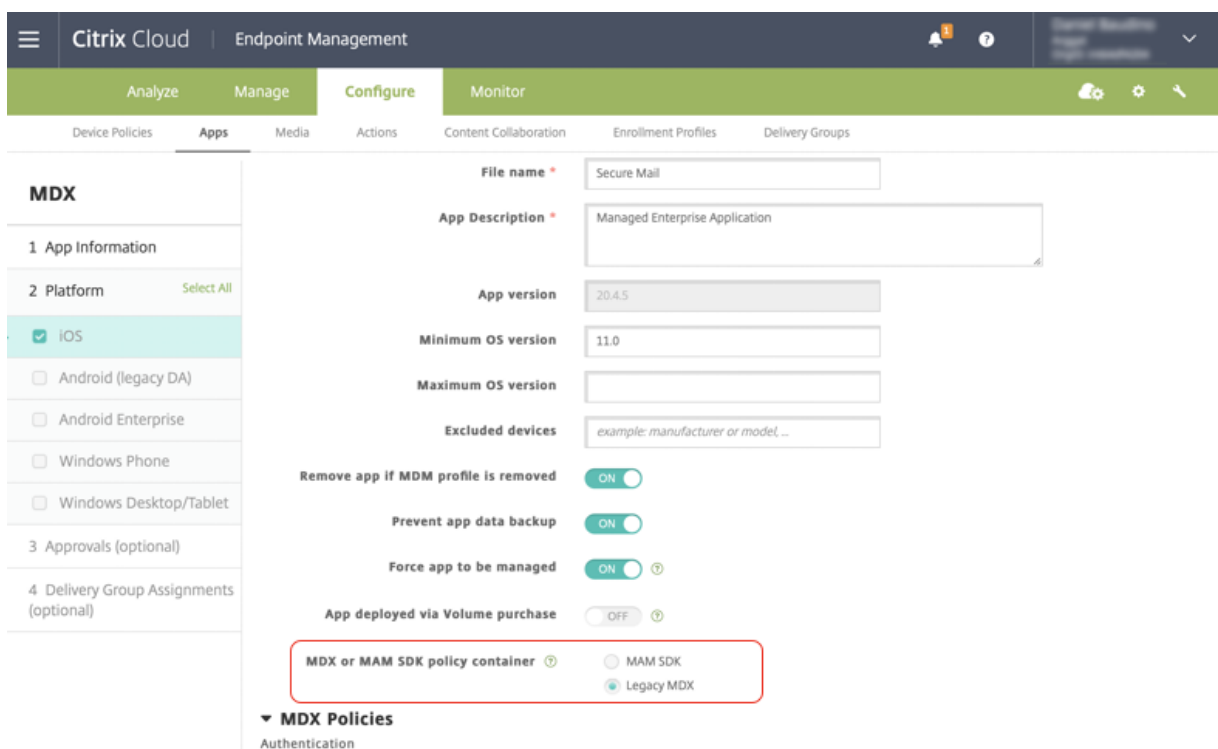 Citrix Cloud | Endpoint Management
1
?
Analyze Manage Configure Monitor
Device Policies Apps Media Actions Content Collaboration Enrollment Profiles Delivery Groups
MDX
1 App Information
2 Platform Select All
iOS
Android (legacy DA)
Android Enterprise
Windows Phone
Windows Desktop/Tablet
3 Approvals (optional)
4 Delivery Group Assignments
(optional)
File name * Secure Mail
App Description * Managed Enterprise Application
App version 20.4.5
Minimum OS version 11.0
Maximum OS version
Excluded devices example: manufacturer or model, ...
Remove app if MDM profile is removed ON
Prevent app data backup ON
Force app to be managed ON ?
App deployed via Volume purchase OFF ?
MDX or MAM SDK policy container ? MAM SDK
Legacy MDX
MDX Policies
Authentication